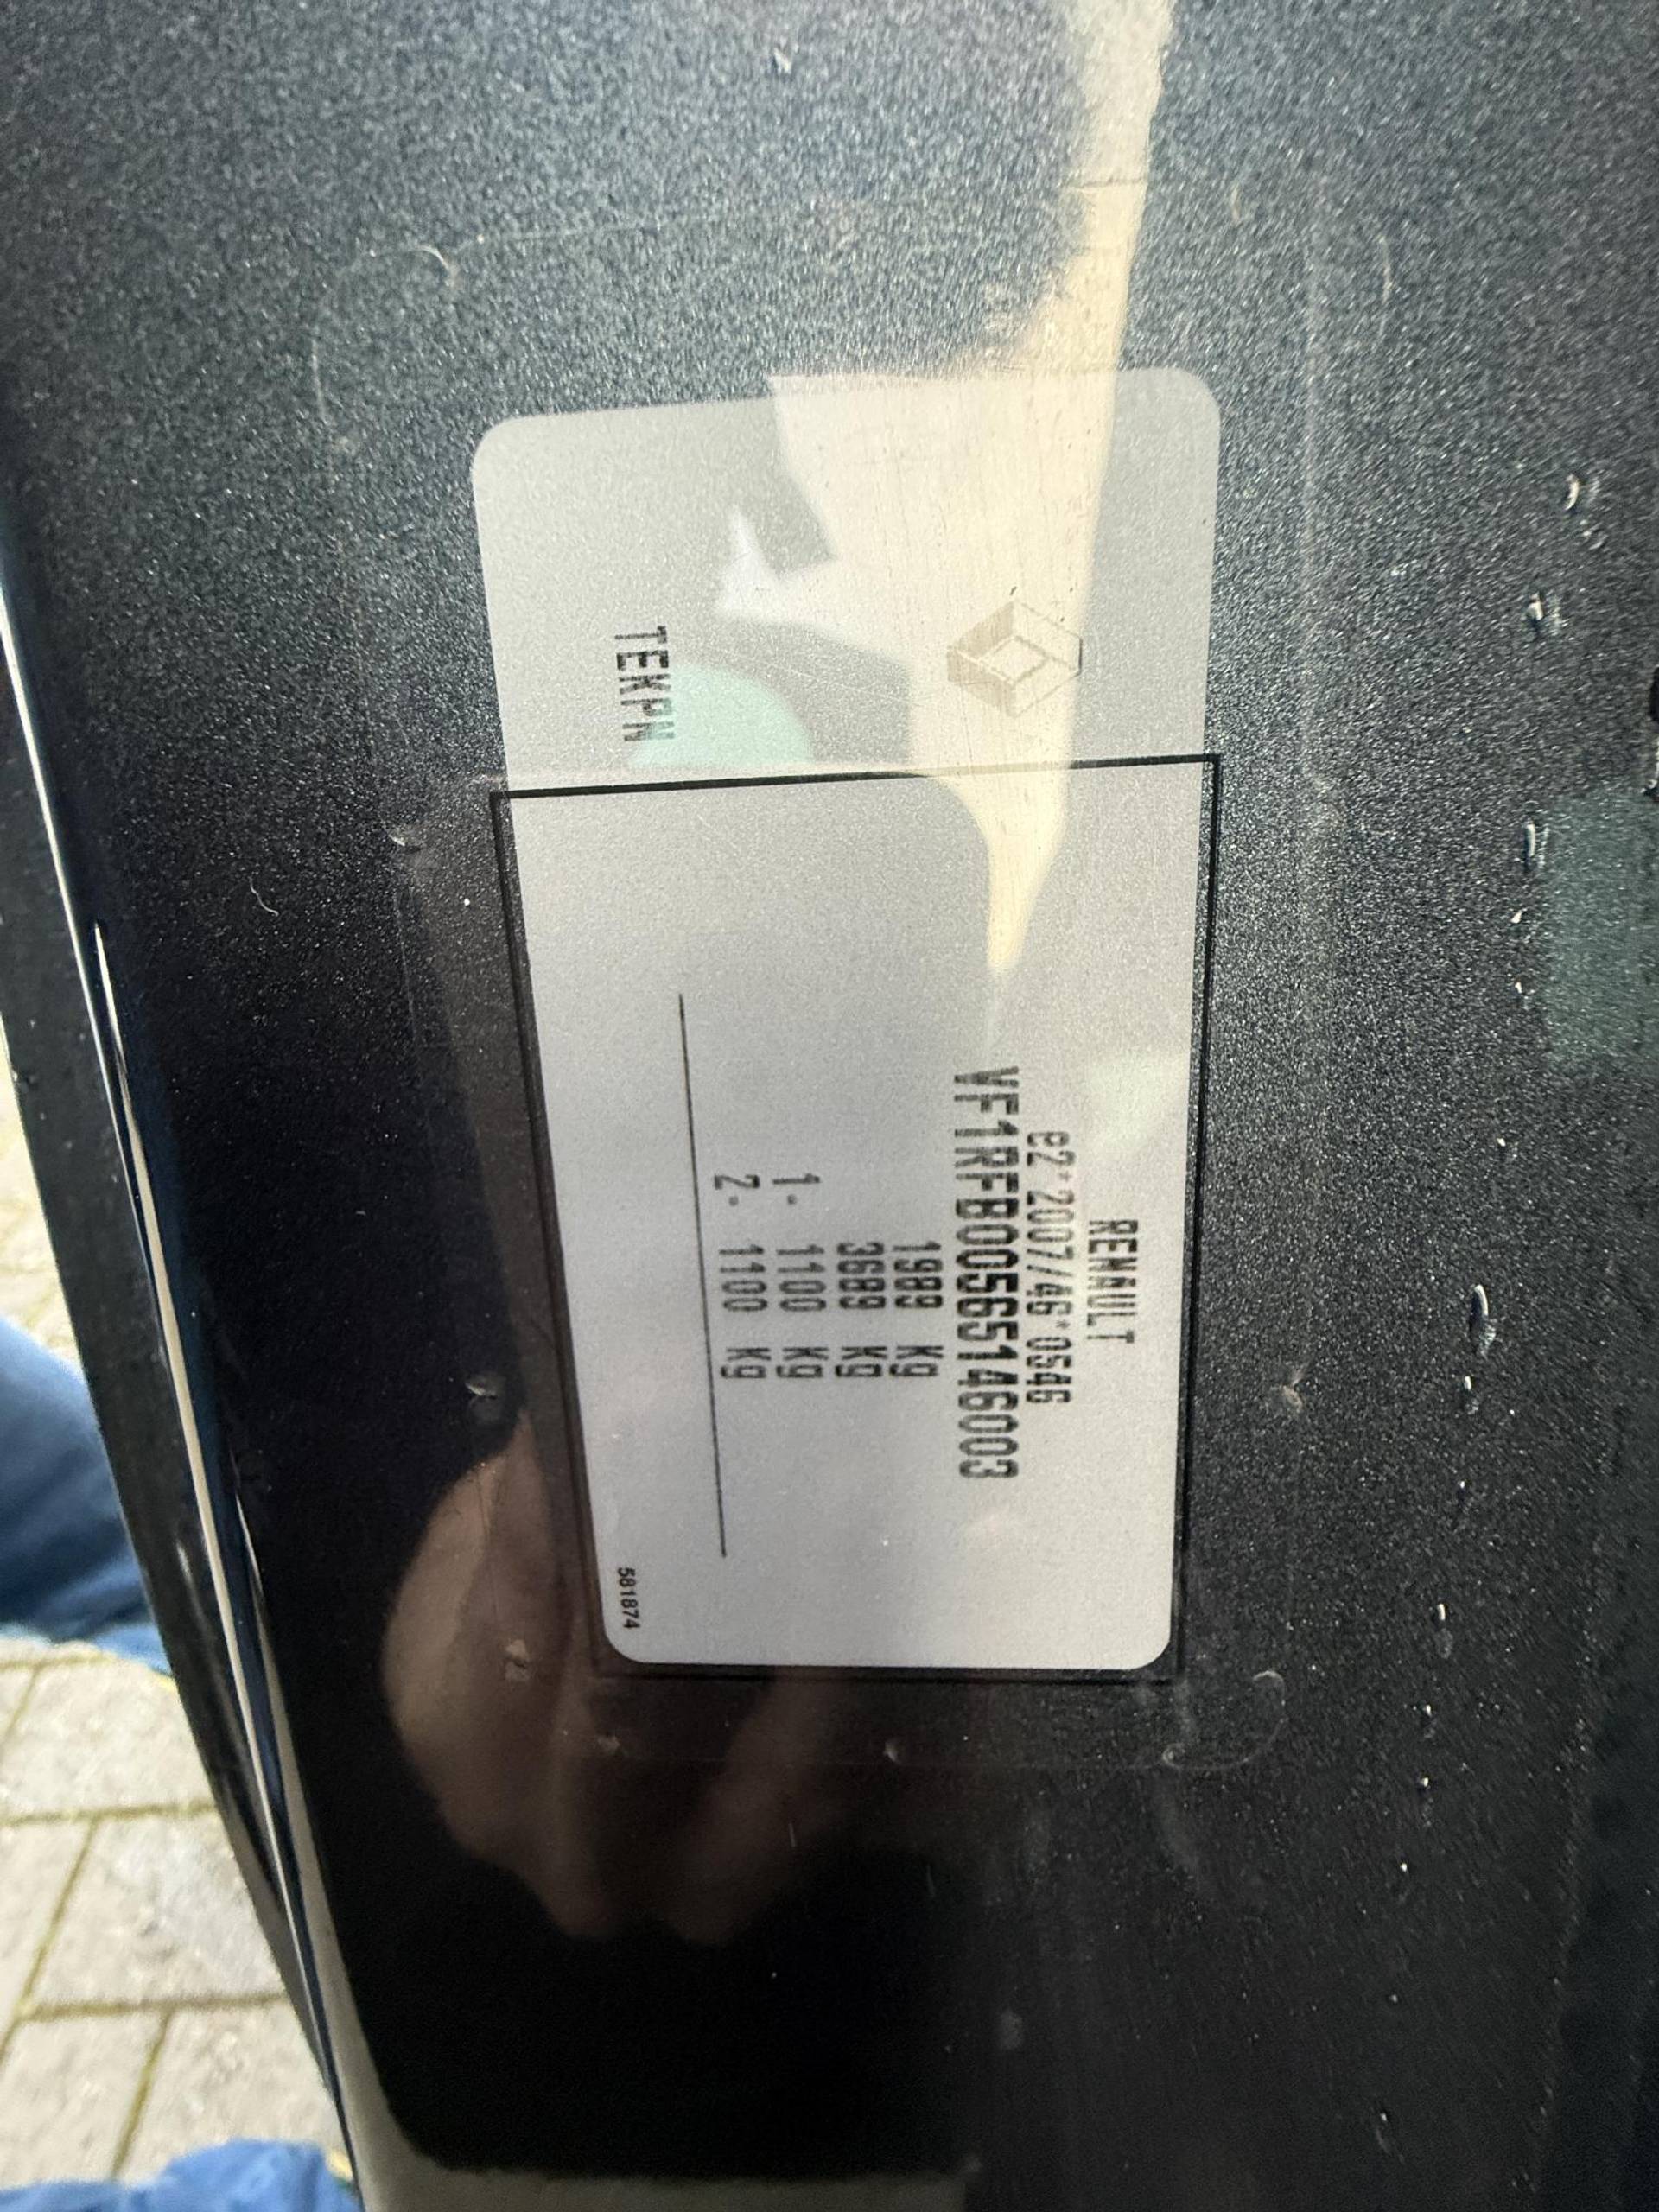 RENAULT
e2*2007/46*0546
VF1RFB00565146003
1989 Kg
3689 Kg
1- 1100 Kg
2- 1100 Kg
TEKPN
581874